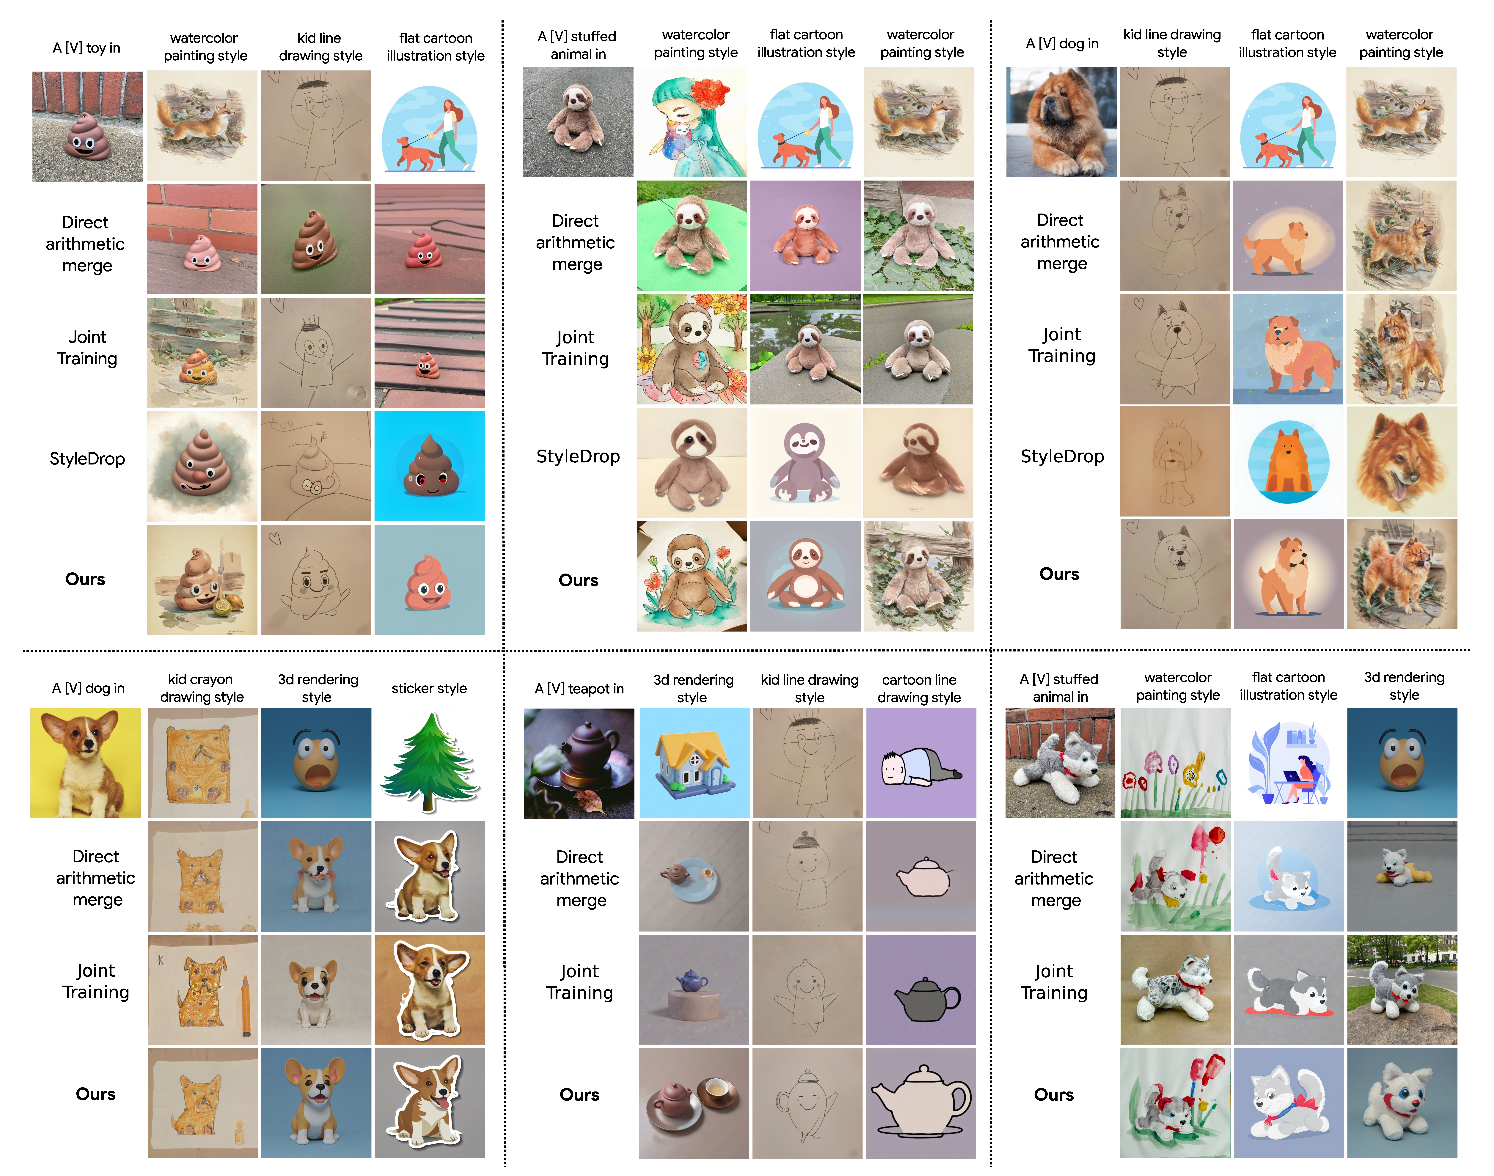 A [V] toy in
watercolor
painting style
kid line
drawing style
flat cartoon
illustration style
Direct
arithmetic
merge
Joint
Training
StyleDrop
Ours
A [V] stuffed
animal in
watercolor
painting style
flat cartoon
illustration style
watercolor
painting style
Direct
arithmetic
merge
Joint
Training
StyleDrop
Ours
A [V] dog in
kid line drawing
style
flat cartoon
illustration style
watercolor
painting style
Direct
arithmetic
merge
Joint
Training
StyleDrop
Ours
A [V] dog in
kid crayon
drawing style
3d rendering
style
sticker style
Direct
arithmetic
merge
Joint
Training
K
Ours
A [V] teapot in
3d rendering
style
kid line drawing
style
cartoon line
drawing style
Direct
arithmetic
merge
Joint
Training
Ours
A [V] stuffed
animal in
watercolor
painting style
flat cartoon
illustration style
3d rendering
style
Direct
arithmetic
merge
Joint
Training
Ours